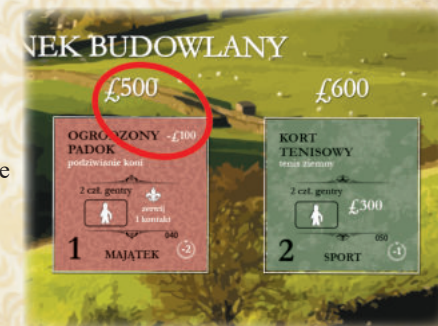 NEK BUDOWLANY
£500
£600
OGRODZONY -£100
PADOK
podziwianie koni
2 czł. gentry
zerwij
1 kontakt
040
1 MAJĄTEK -2
KORT
TENISOWY
tenis ziemny
2 czł. gentry
£300
050
2 SPORT -1
e